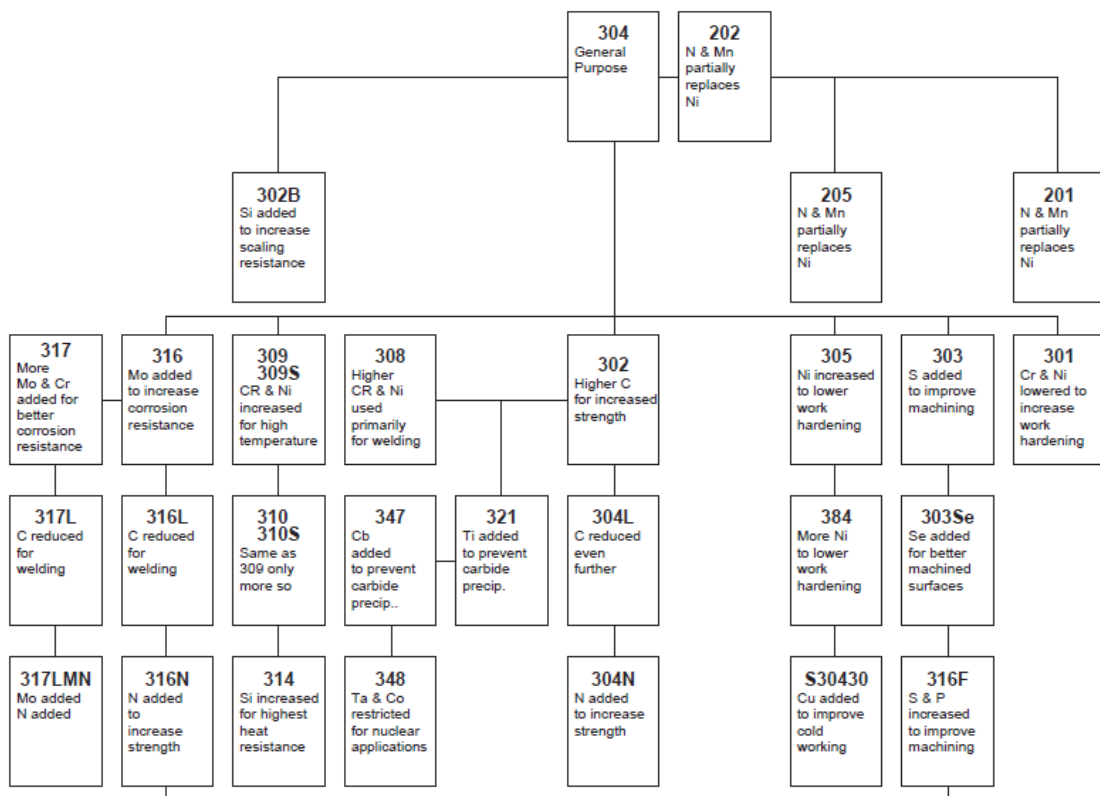 304
General
Purpose
202
N & Mn
partially
replaces
Ni
302B
Si added
to increase
scaling
resistance
205
N & Mn
partially
replaces
Ni
201
N & Mn
partially
replaces
Ni
317
More
Mo & Cr
added for
better
corrosion
resistance
316
Mo added
to increase
corrosion
resistance
309
309S
CR & Ni
increased
for high
temperature
308
Higher
CR & Ni
used
primarily
for welding
302
Higher C
for increased
strength
305
Ni increased
to lower
work
hardening
303
S added
to improve
machining
301
Cr & Ni
lowered to
increase
work
hardening
317L
C reduced
for
welding
316L
C reduced
for
welding
310
310S
Same as
309 only
more so
347
Cb
added
to prevent
carbide
precip..
321
Ti added
to prevent
carbide
precip.
304L
C reduced
even
further
384
More Ni
to lower
work
hardening
303Se
Se added
for better
machined
surfaces
317LMN
Mo added
N added
316N
N added
to
increase
strength
314
Si increased
for highest
heat
resistance
348
Ta & Co
restricted
for nuclear
applications
304N
N added
to increase
strength
S30430
Cu added
to improve
cold
working
316F
S & P
increased
to improve
machining